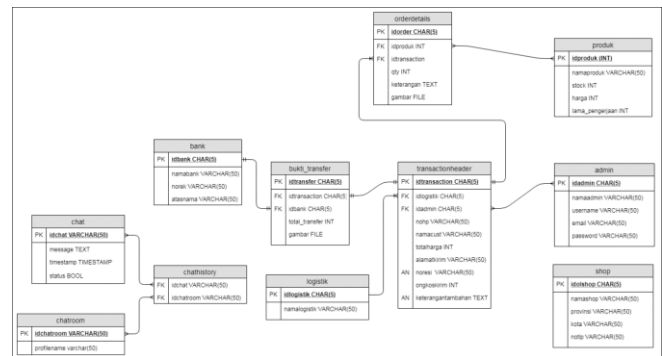 orderdetails
PK idorder CHAR(5)
FK idproduk INT
FK idtransaction
qty INT
keterangan TEXT
gambar FILE
produk
PK idproduk (INT)
namaproduk VARCHAR(50)
stock INT
harga INT
lama_pengerjaan INT
bank
PK idbank CHAR(5)
namabank VARCHAR(50)
norek VARCHAR(50)
atasnama VARCHAR(50)
bukti_transfer
PK idtransfer CHAR(5)
FK idtransaction CHAR(5)
FK idbank CHAR(5)
total_transfer INT
gambar FILE
transactionheader
PK idtransaction CHAR(5)
FK idlogistik CHAR(5)
FK idadmin CHAR(5)
nohp VARCHAR(50)
namacust VARCHAR(50)
totalharga INT
alamatkirim VARCHAR(50)
AN noresi VARCHAR(50)
ongkoskirim INT
AN keterangantambahan TEXT
admin
PK idadmin CHAR(5)
namaadmin VARCHAR(50)
username VARCHAR(50)
email VARCHAR(50)
password VARCHAR(50)
chat
PK idchat VARCHAR(50)
message TEXT
timestamp TIMESTAMP
status BOOL
chathistory
FK idchat VARCHAR(50)
FK idchatroom VARCHAR(50)
logistik
PK idlogistik CHAR(5)
namalogistik VARCHAR(50)
shop
PK idolshop CHAR(5)
namashop VARCHAR(50)
provinsi VARCHAR(50)
kota VARCHAR(50)
notlp VARCHAR(50)
chatroom
PK idchatroom VARCHAR(50)
profilename varchar(50)